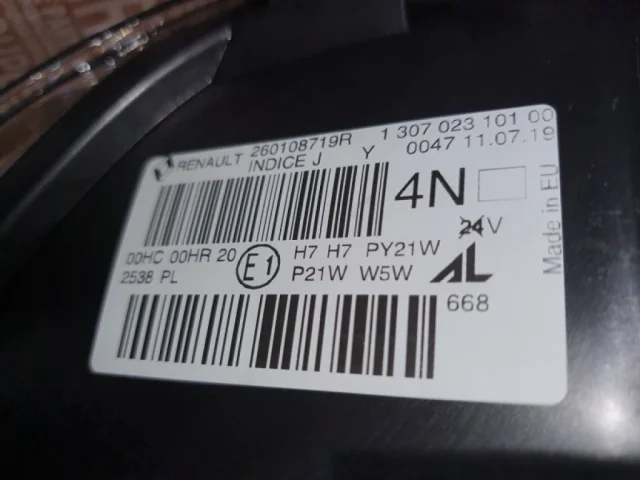 RENAULT 260108719R 1 307 023 101 00
INDICE J Y 0047 11.07.19
4N
Made in EU
00HC 00HR 20 E1 H7 H7 PY21W 24V
2538 PL P21W W5W AL
668